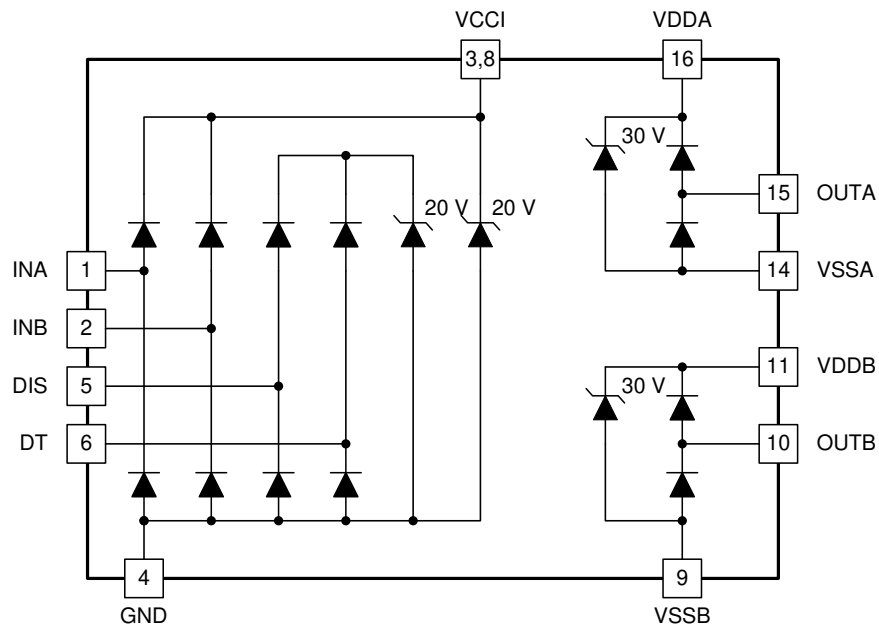 VCCI
VDDA
3,8
16
30 V
15
OUTA
20 V
20 V
INA
1
14
VSSA
INB
2
11
VDDB
DIS
5
30 V
DT
6
10
OUTB
4
9
GND
VSSB